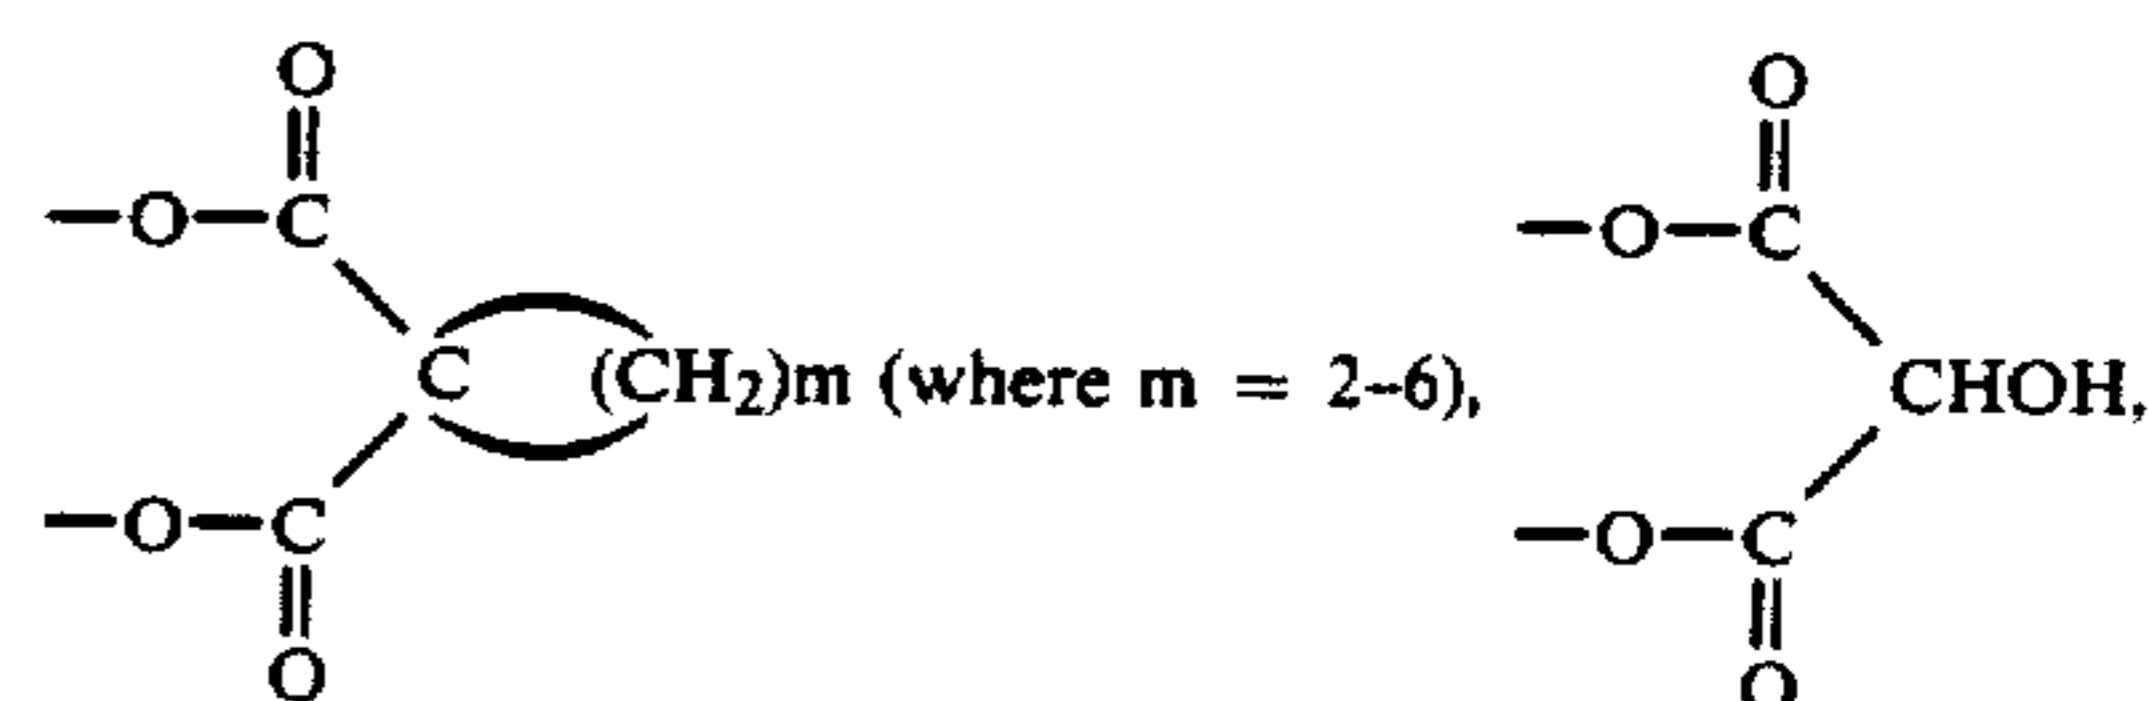 O O
—O—C —O—C
C (CH₂)m (where m = 2–6), CHOH,
—O—C —O—C
O O